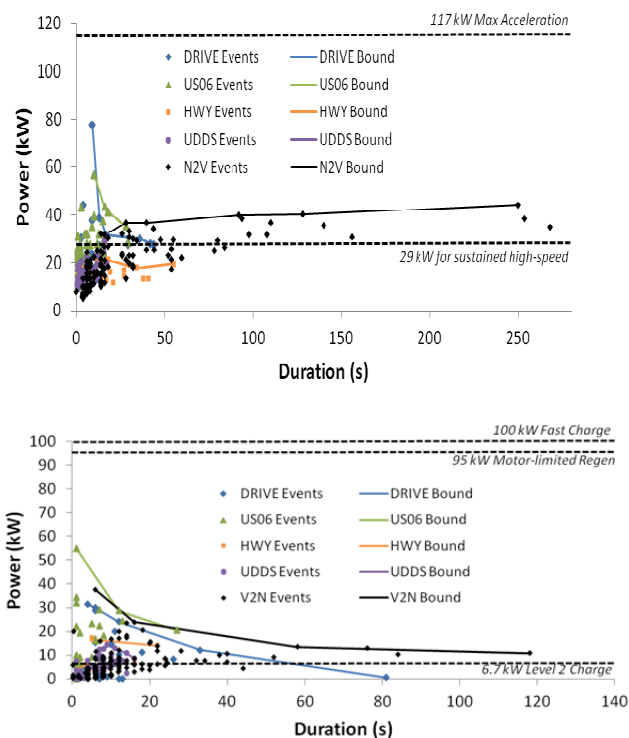 117 kW Max Acceleration
120
100
80
60
40
20
0
Power (kW)
DRIVE Events
DRIVE Bound
US06 Events
US06 Bound
HWY Events
HWY Bound
UDDS Events
UDDS Bound
N2V Events
N2V Bound
29 kW for sustained high-speed
0 50 100 150 200 250
Duration (s)
100 kW Fast Charge
95 kW Motor-limited Regen
100
90
80
70
60
50
40
30
20
10
0
Power (kW)
DRIVE Events
DRIVE Bound
US06 Events
US06 Bound
HWY Events
HWY Bound
UDDS Events
UDDS Bound
V2N Events
V2N Bound
6.7 kW Level 2 Charge
0 20 40 60 80 100 120 140
Duration (s)